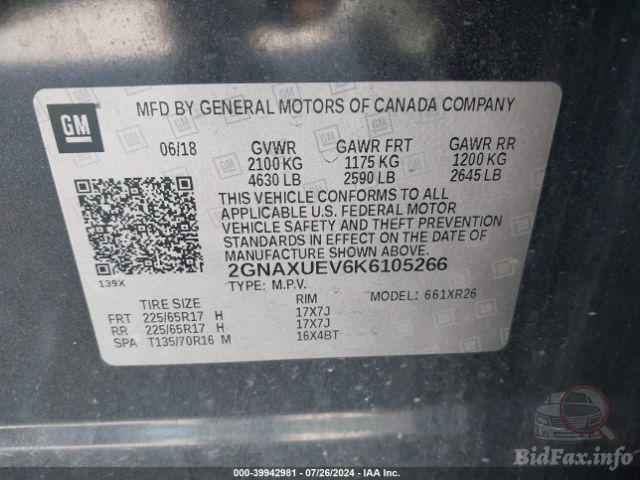 GM
MFD BY GENERAL MOTORS OF CANADA COMPANY
06/18 GVWR GAWR FRT GAWR RR
2100 KG 1175 KG 1200 KG
4630 LB 2590 LB 2645 LB
THIS VEHICLE CONFORMS TO ALL
APPLICABLE U.S. FEDERAL MOTOR
VEHICLE SAFETY AND THEFT PREVENTION
STANDARDS IN EFFECT ON THE DATE OF
MANUFACTURE SHOWN ABOVE.
2GNAXUEV6K6105266
139X
TYPE: M.P.V. MODEL: 661XR26
TIRE SIZE RIM
FRT 225/65R17 H 17X7J
RR 225/65R17 H 17X7J
SPA T135/70R16 M 16X4BT
BidFax.info
000-39942981 - 07/26/2024 - IAA Inc.